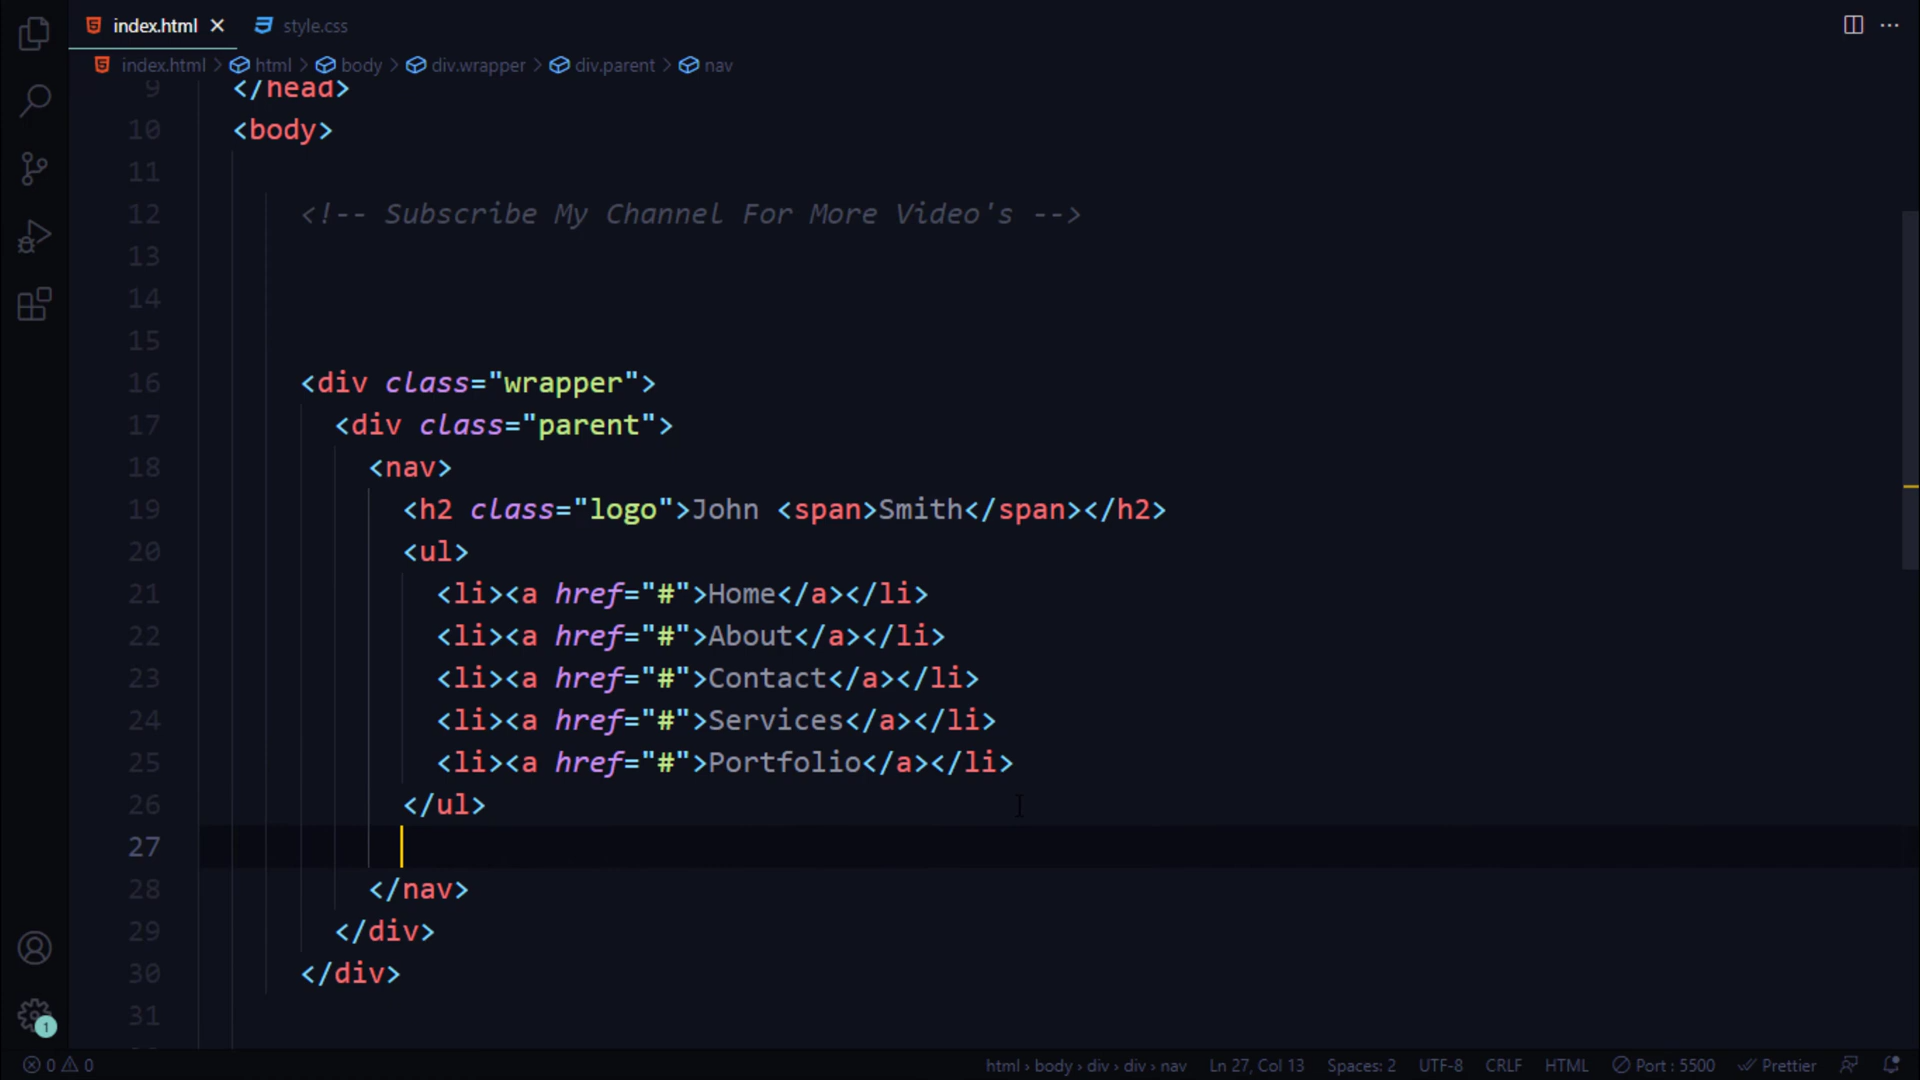 index.html style.css
index.html > html > body > div.wrapper > div.parent > nav
9 </head>
10 <body>
11
12 <!-- Subscribe My Channel For More Video's -->
13
14
15
16 <div class="wrapper">
17 <div class="parent">
18 <nav>
19 <h2 class="logo">John <span>Smith</span></h2>
20 <ul>
21 <li><a href="#">Home</a></li>
22 <li><a href="#">About</a></li>
23 <li><a href="#">Contact</a></li>
24 <li><a href="#">Services</a></li>
25 <li><a href="#">Portfolio</a></li>
26 </ul>
27
28 </nav>
29 </div>
30 </div>
31
1
0 0 html › body › div › div › nav Ln 27, Col 13 Spaces: 2 UTF-8 CRLF HTML Port : 5500 Prettier